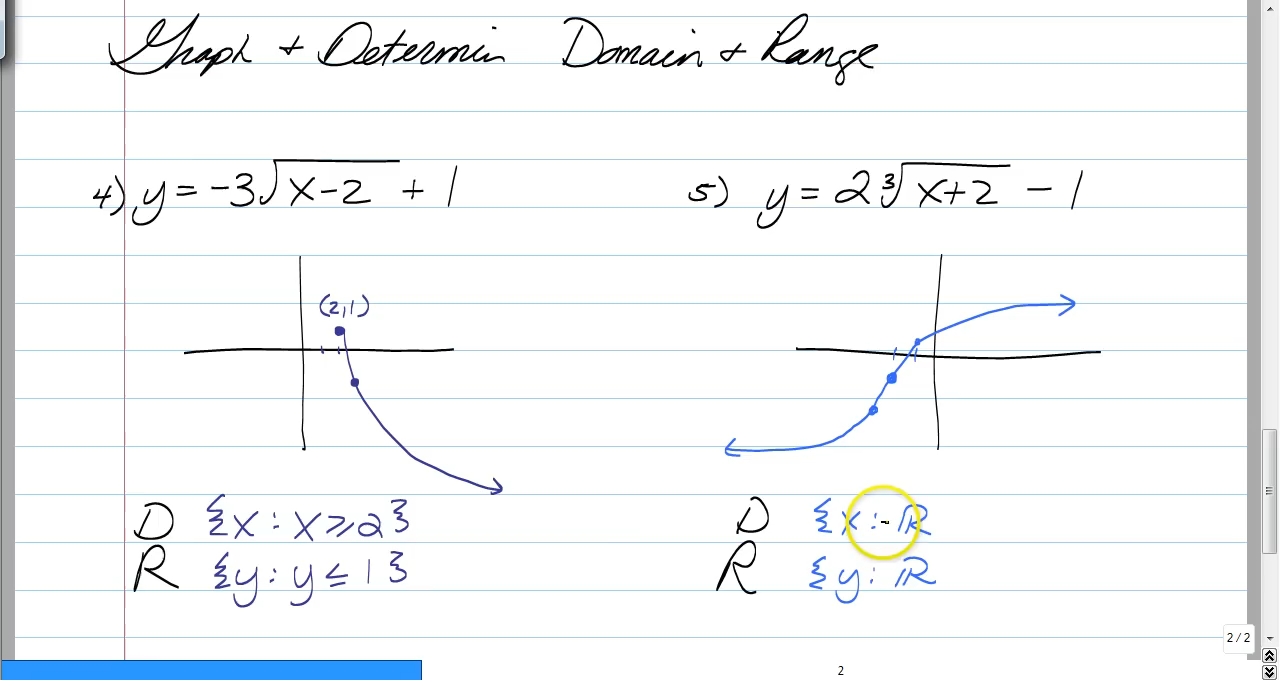 Graph + Determin Domain + Range
4) y = -3√x-2 + 1
5) y = 2∛x+2 - 1
(2,1)
D {x : x ≥ 2}
R {y : y ≤ 1}
D {x : ℝ
R {y : ℝ
2 / 2
2